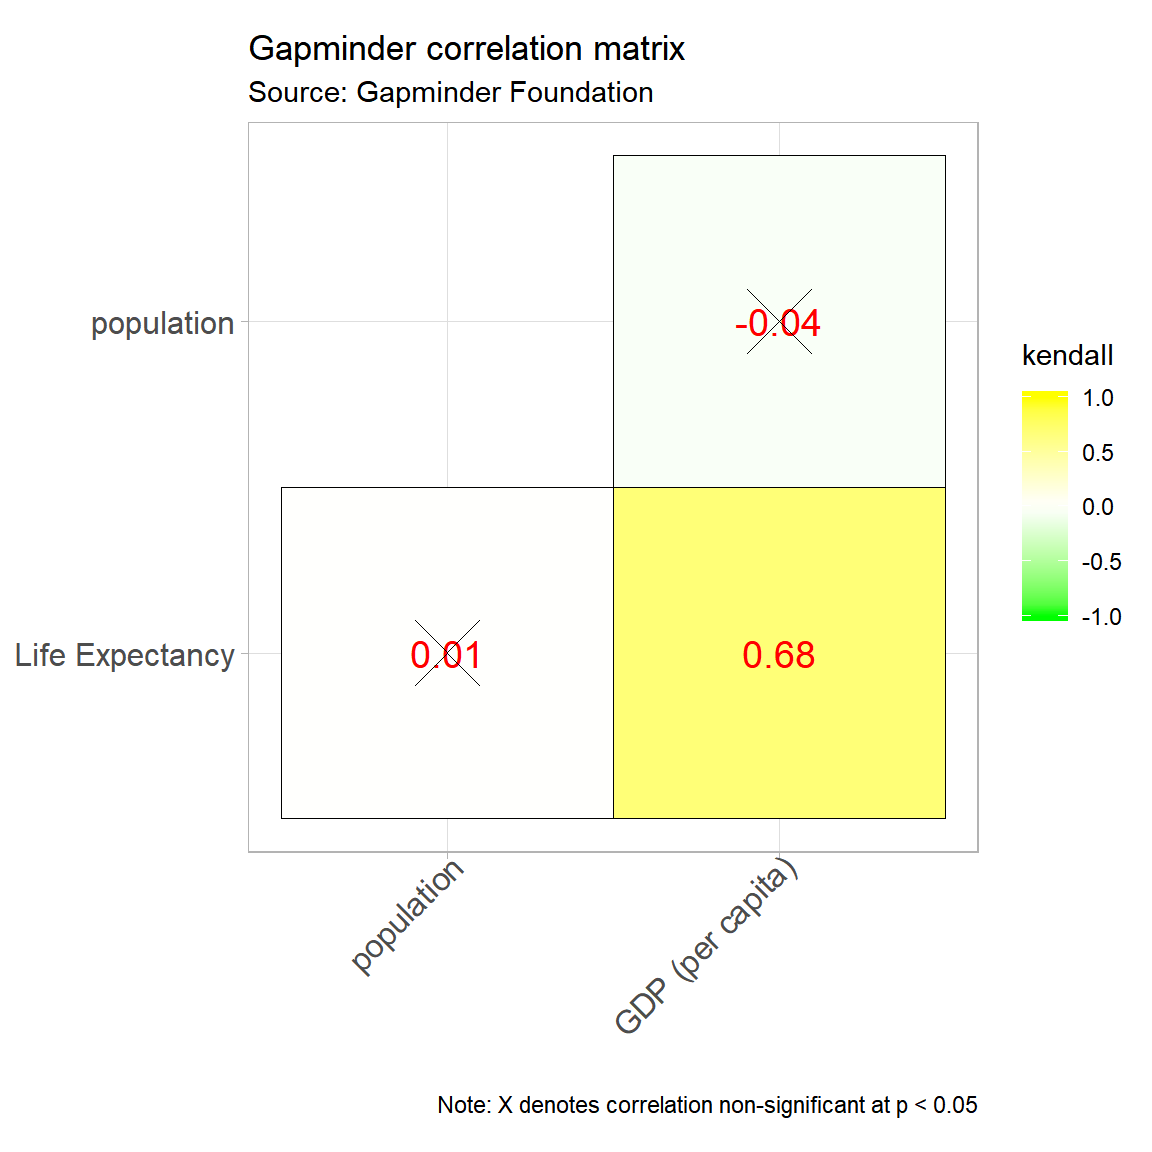 Gapminder correlation matrix
Source: Gapminder Foundation
population
-0.04
Life Expectancy
0.01
0.68
population
GDP (per capita)
kendall
1.0
0.5
0.0
-0.5
-1.0
Note: X denotes correlation non-significant at p < 0.05